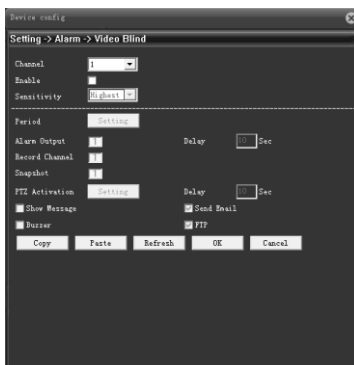 Device config
Setting -> Alarm -> Video Blind
Channel 1
Enable
Sensitivity Highest
Period Setting
Alarm Output 1 Delay 10 Sec
Record Channel 1
Snapshot 1
PTZ Activation Setting Delay 10 Sec
Show Message Send Email
Buzzer FTP
Copy Paste Refresh OK Cancel